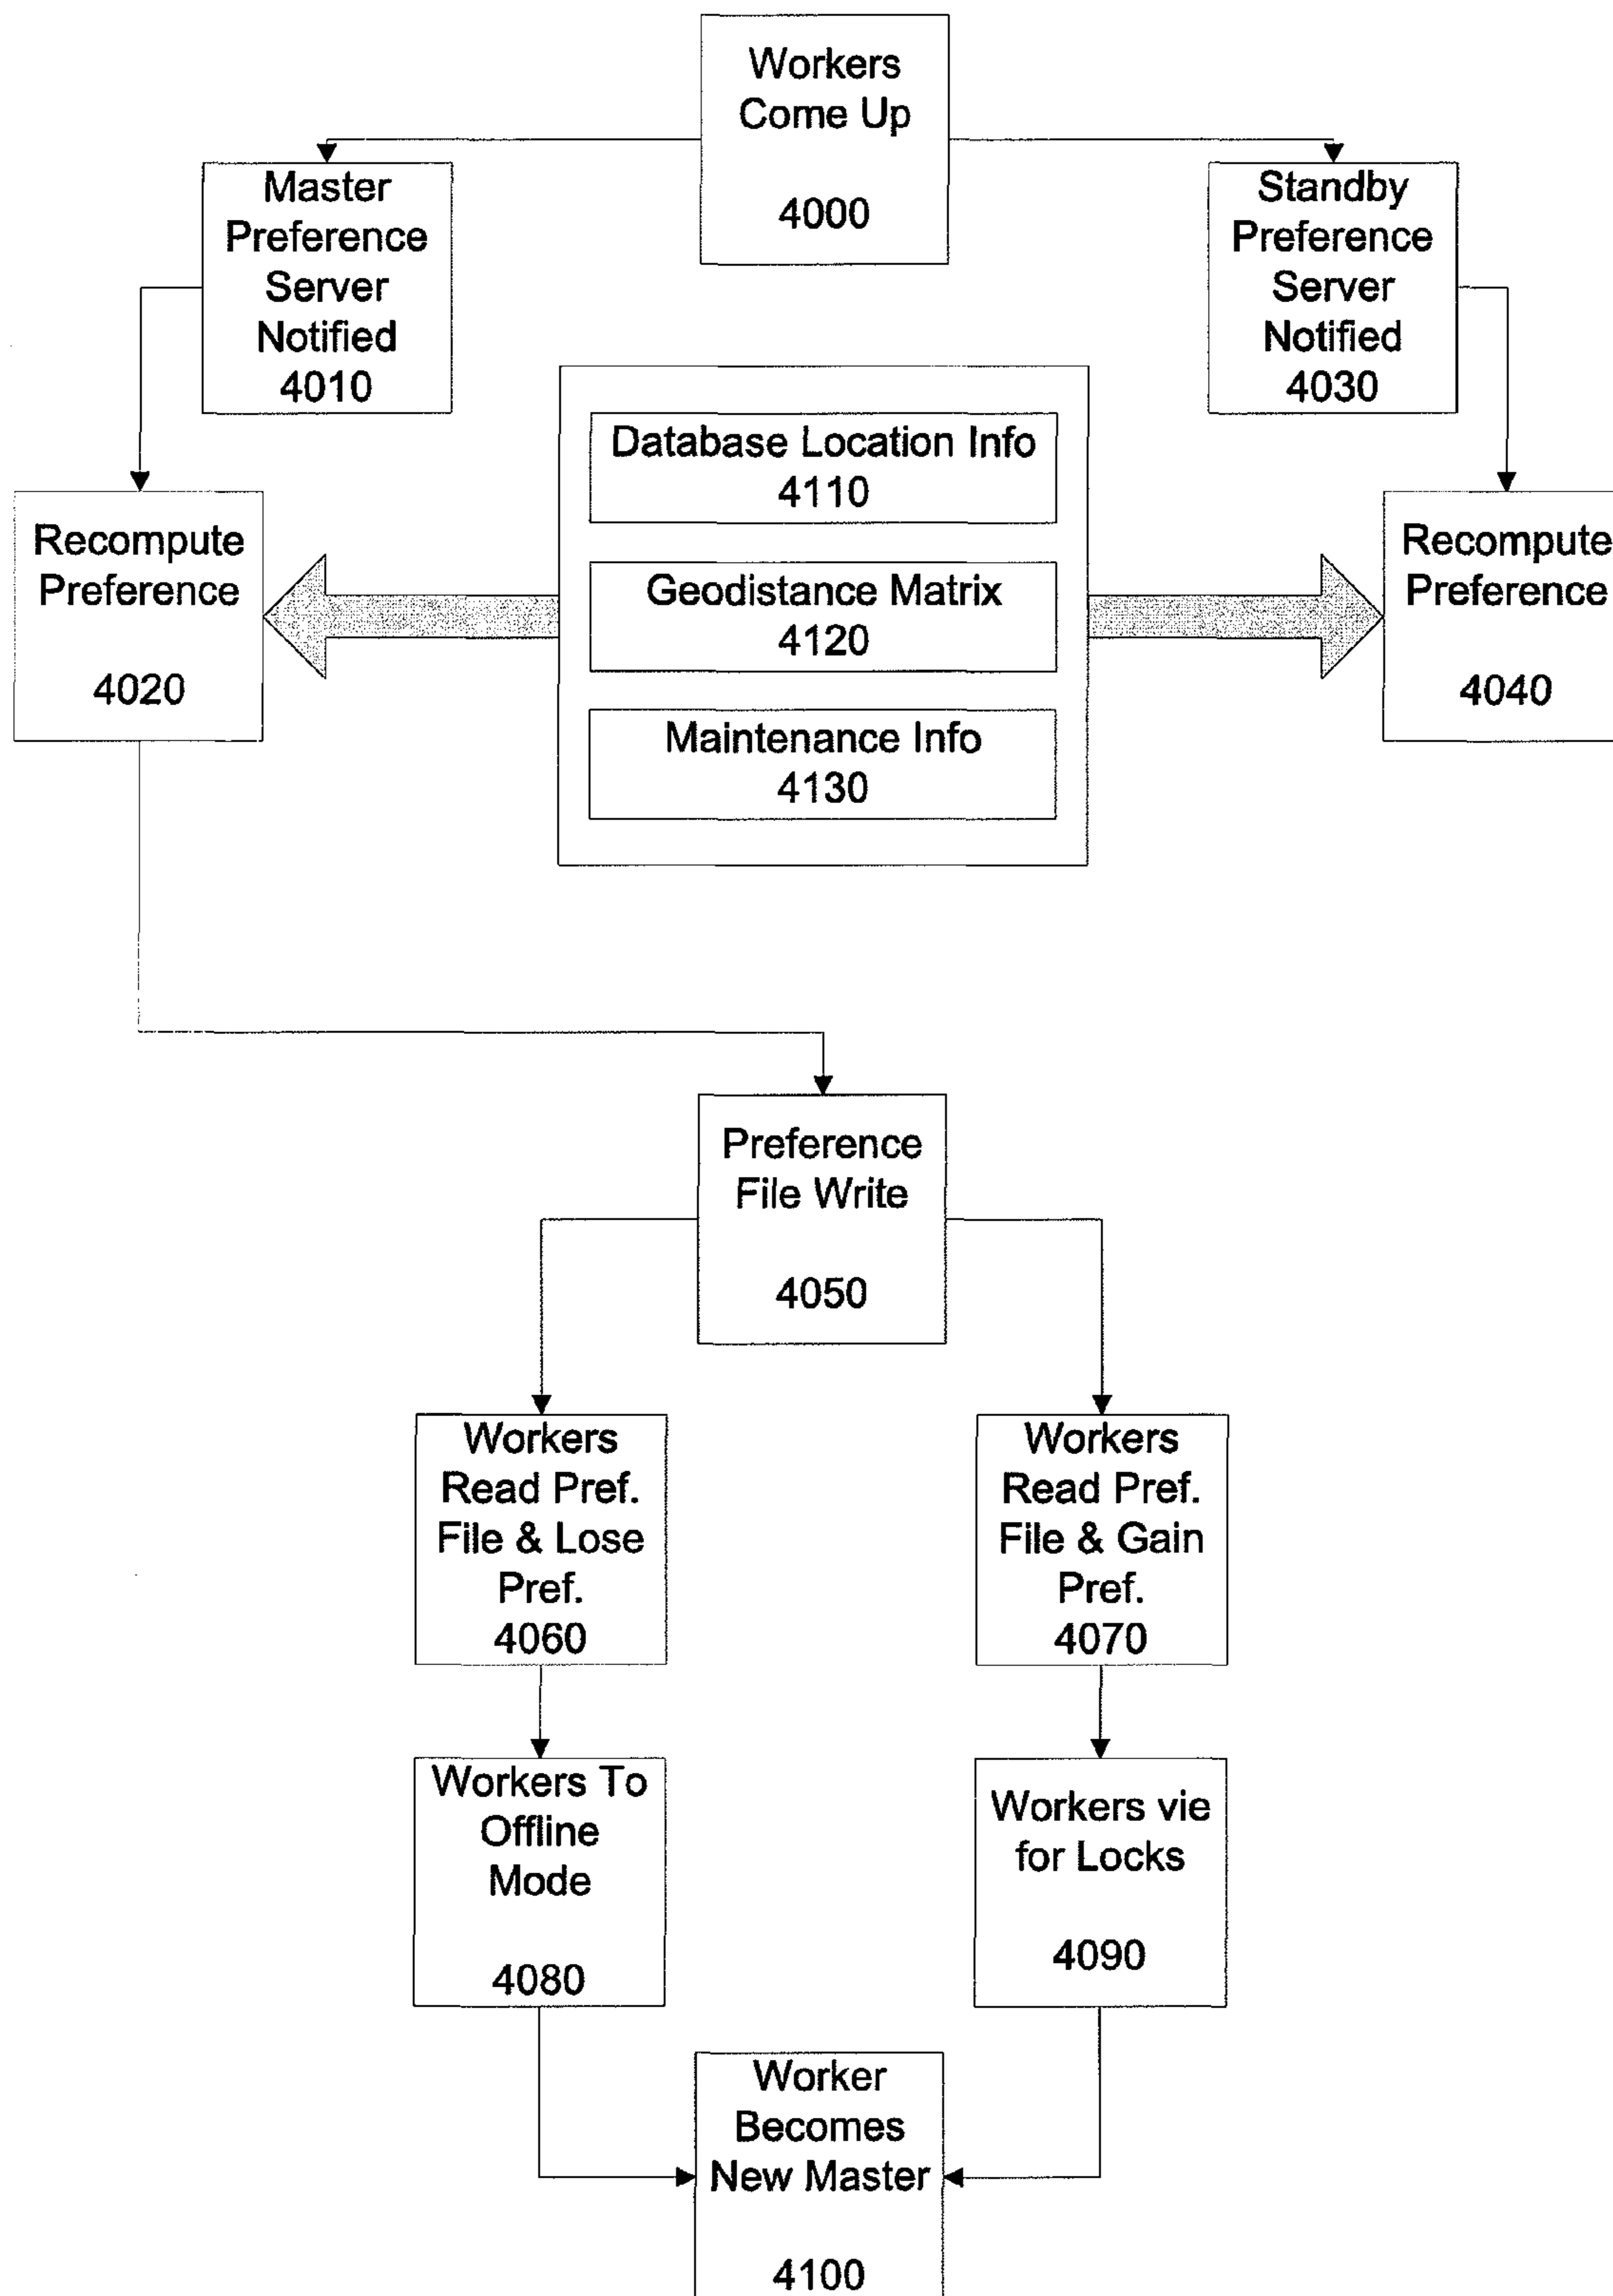 Workers
Come Up
4000
Master
Preference
Server
Notified
4010
Standby
Preference
Server
Notified
4030
Database Location Info
4110
Geodistance Matrix
4120
Maintenance Info
4130
Recompute
Preference
4020
Recompute
Preference
4040
Preference
File Write
4050
Workers
Read Pref.
File & Lose
Pref.
4060
Workers
Read Pref.
File & Gain
Pref.
4070
Workers To
Offline
Mode
4080
Workers vie
for Locks
4090
Worker
Becomes
New Master
4100